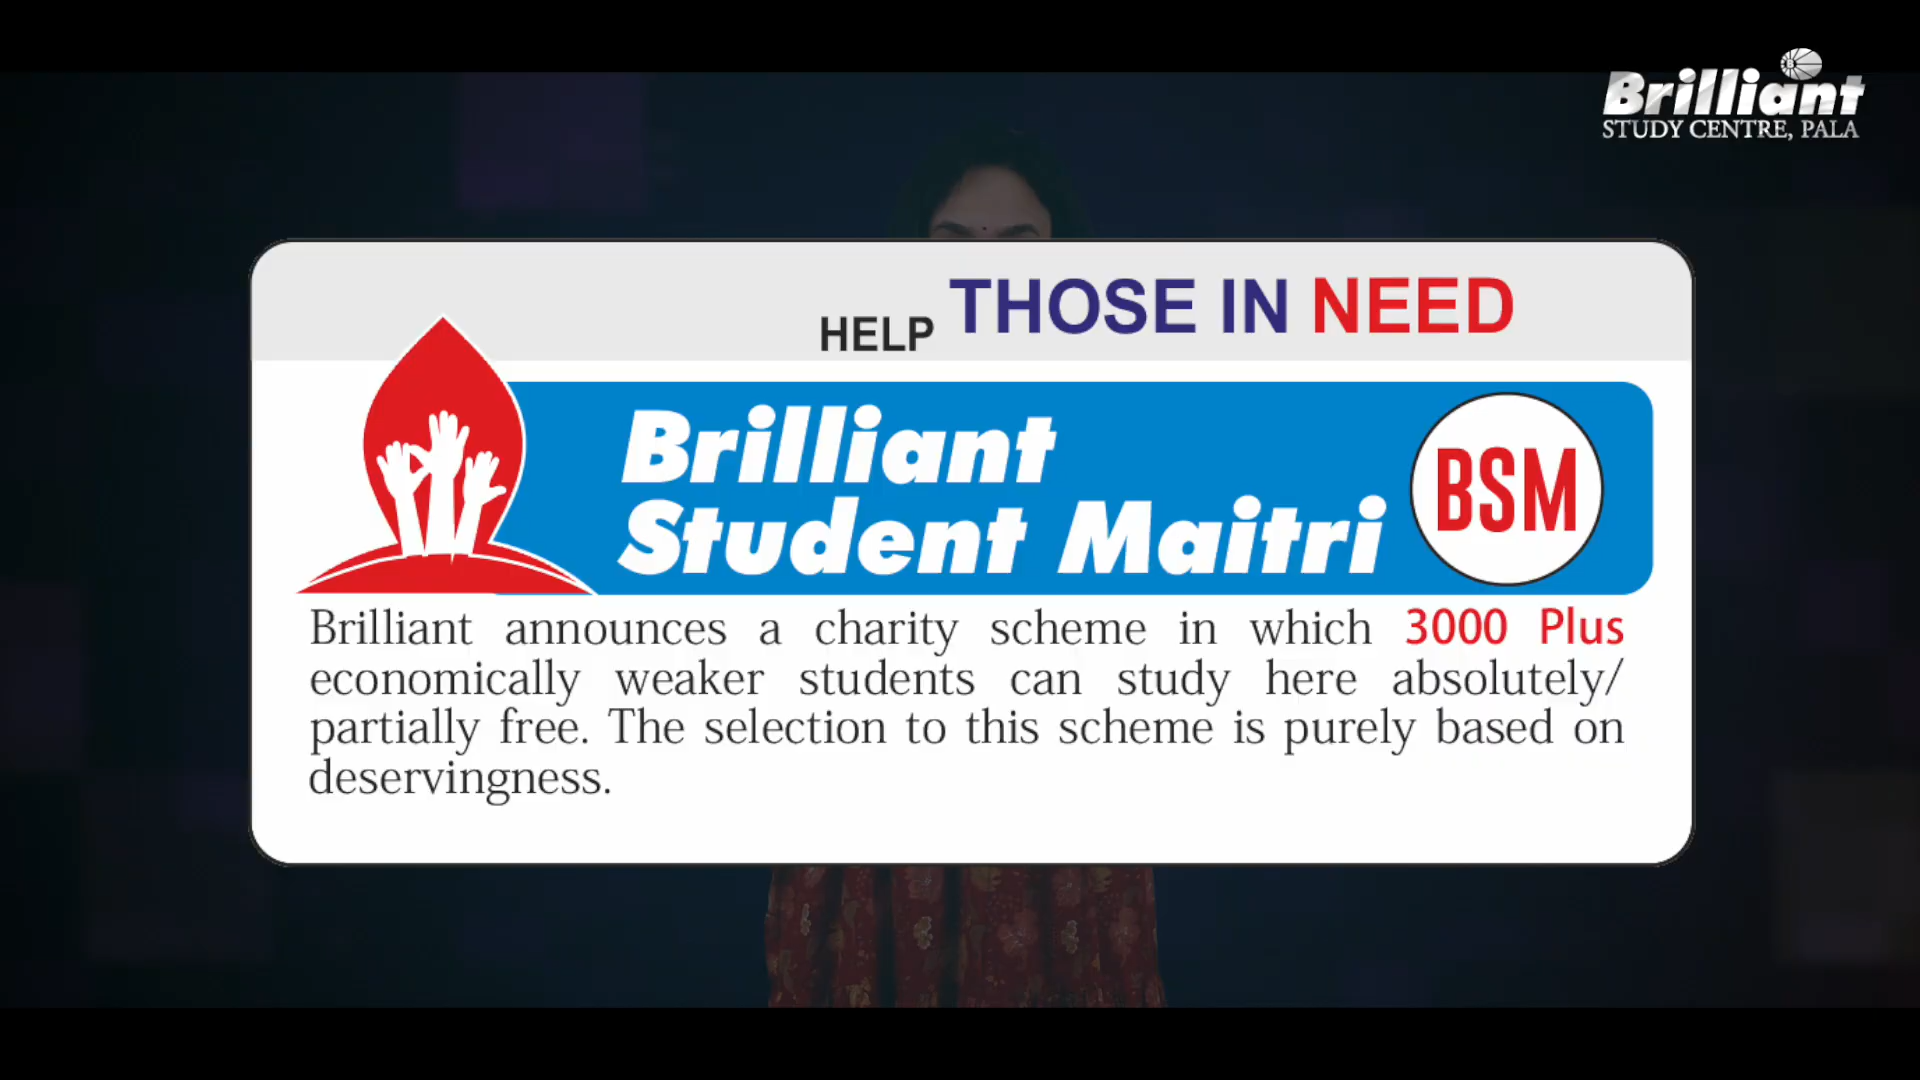 Brilliant
STUDY CENTRE, PALA
HELP THOSE IN NEED
Brilliant
Student Maitri
BSM
Brilliant announces a charity scheme in which 3000 Plus
economically weaker students can study here absolutely/
partially free. The selection to this scheme is purely based on
deservingness.